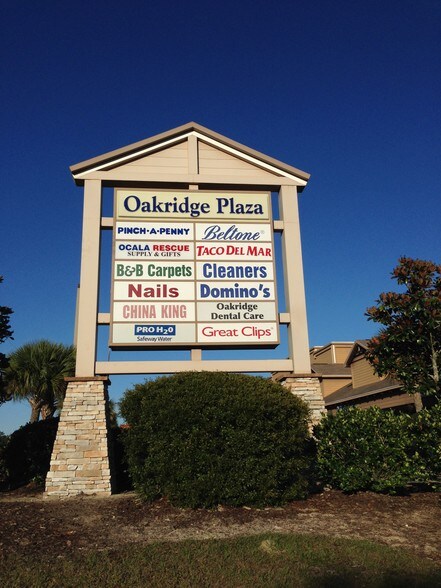 Oakridge Plaza
PINCH·A·PENNY
Beltone
OCALA RESCUE
SUPPLY & GIFTS
TACO DEL MAR
B&B Carpets
Cleaners
Nails
DOMINO'S
CHINA KING
Oakridge
Dental Care
PRO H2O
Safeway Water
Great Clips